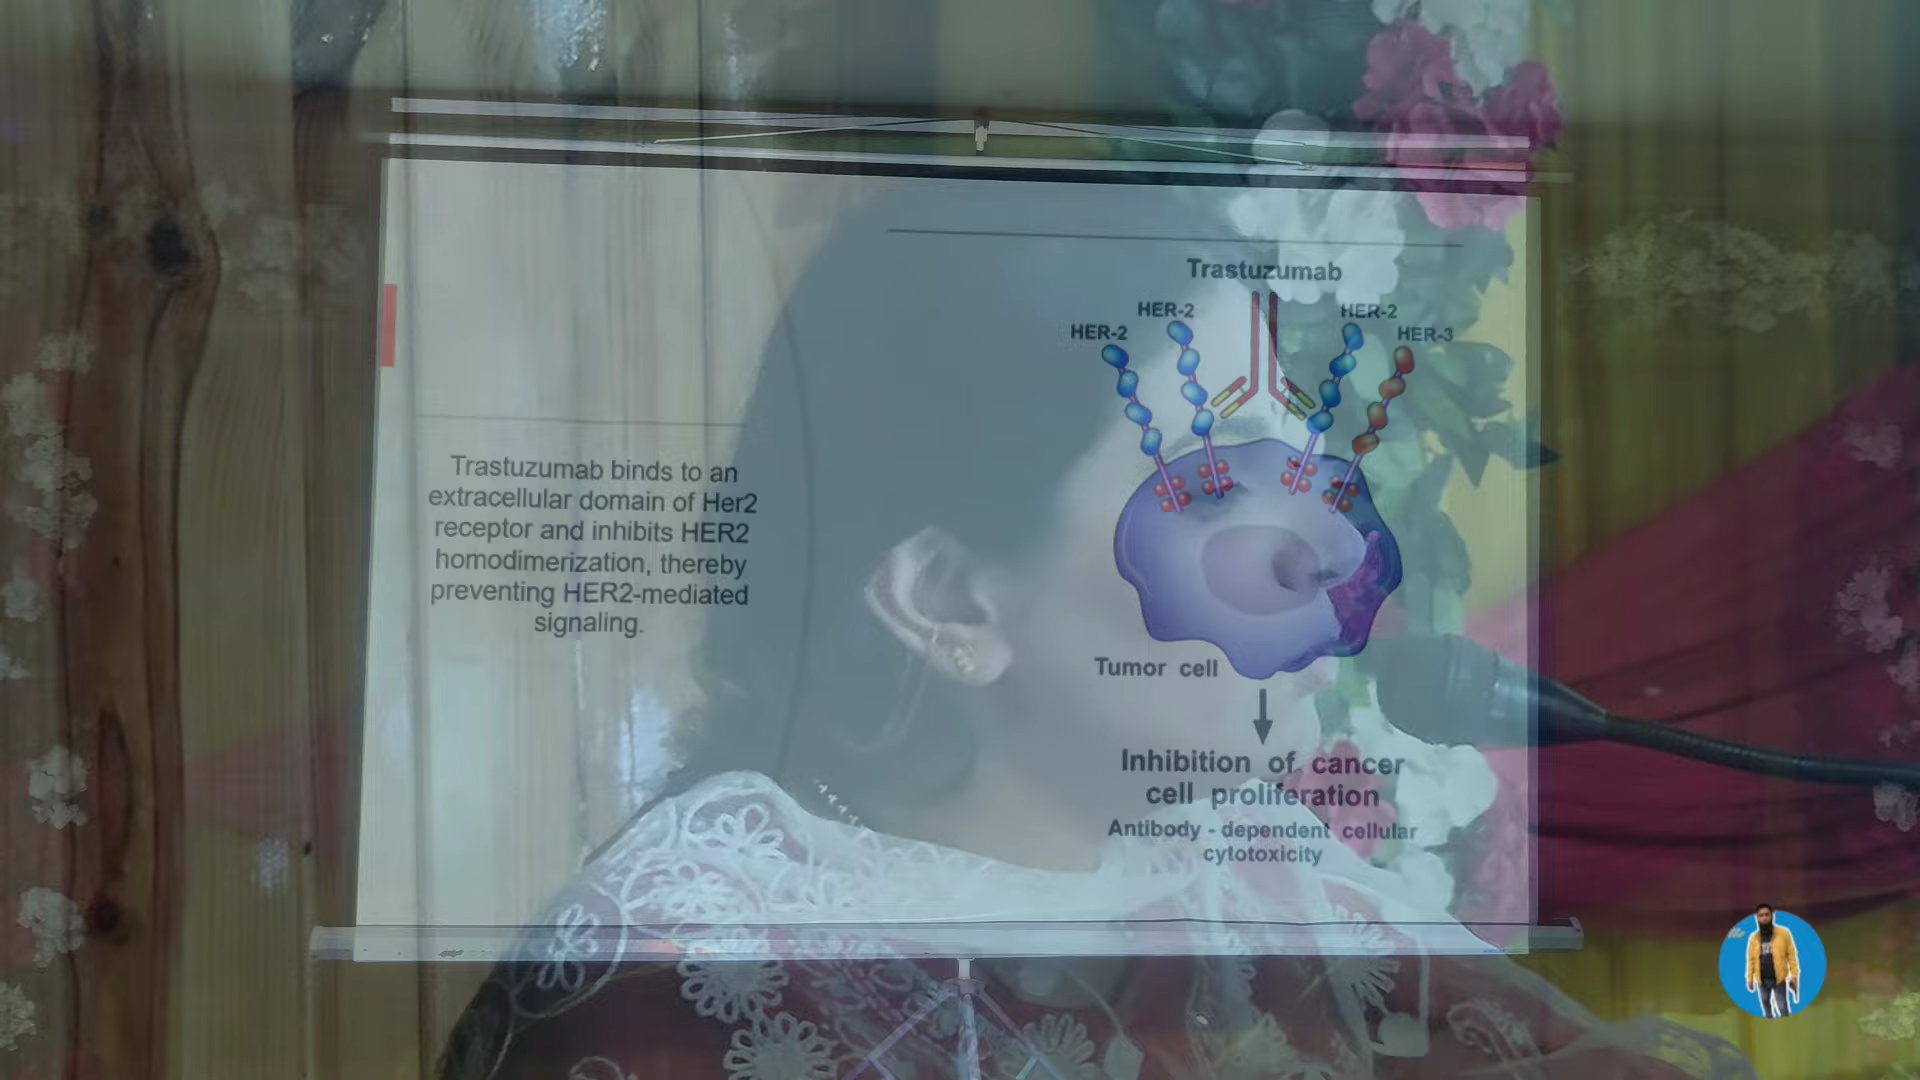 Trastuzumab binds to an
extracellular domain of Her2
receptor and inhibits HER2
homodimerization, thereby
preventing HER2-mediated
signaling.
Trastuzumab
HER-2
HER-2
HER-2
HER-3
Tumor cell
Inhibition of cancer
cell proliferation
Antibody - dependent cellular
cytotoxicity